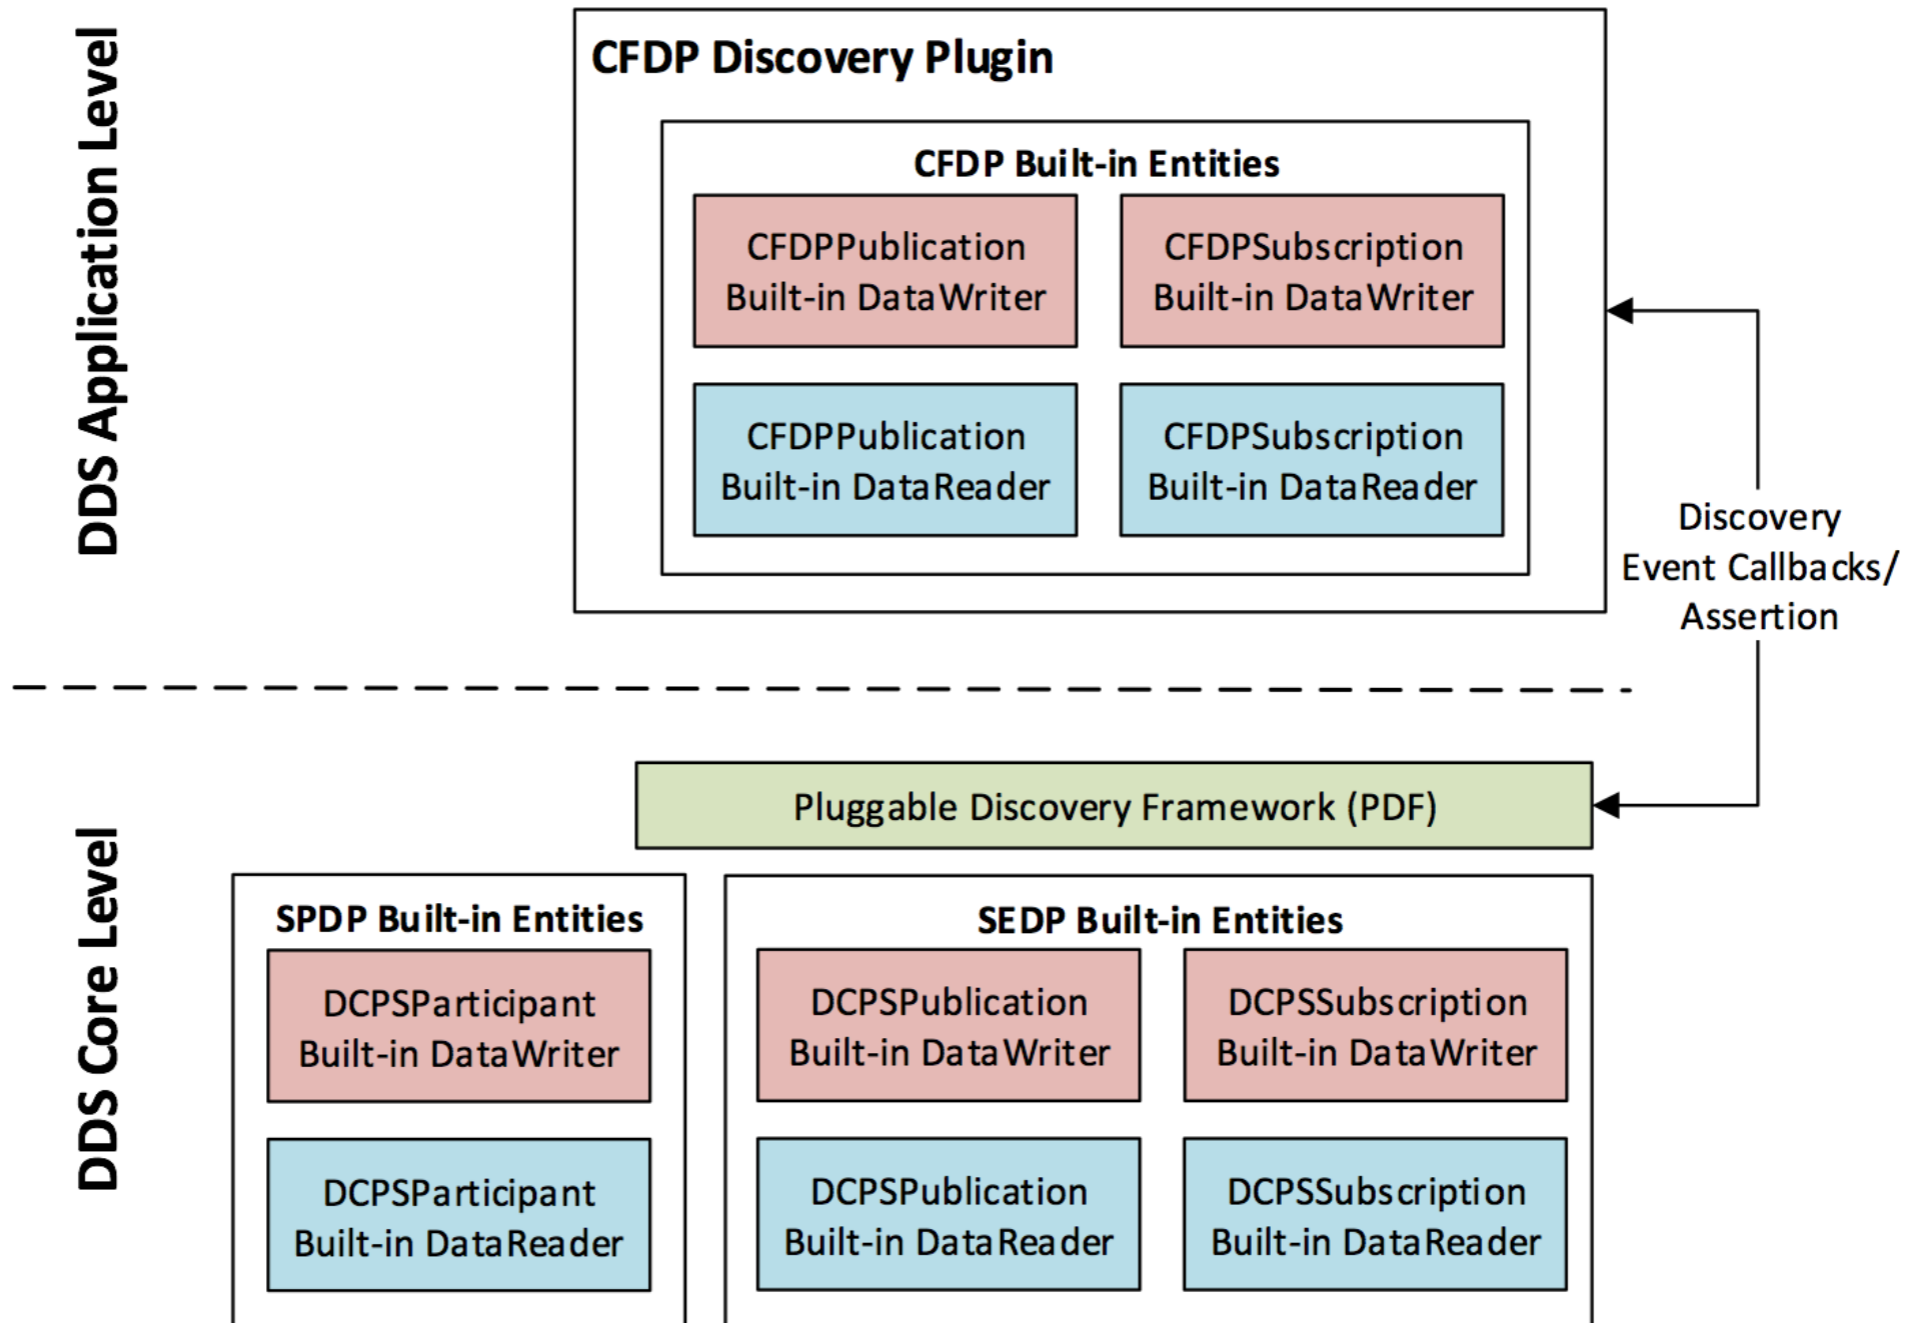 DDS Application Level
CFDP Discovery Plugin
CFDP Built-in Entities
CFDPPublication
Built-in DataWriter
CFDPSubscription
Built-in DataWriter
CFDPPublication
Built-in DataReader
CFDPSubscription
Built-in DataReader
Discovery
Event Callbacks/
Assertion
DDS Core Level
Pluggable Discovery Framework (PDF)
SPDP Built-in Entities
DCPSParticipant
Built-in DataWriter
DCPSParticipant
Built-in DataReader
SEDP Built-in Entities
DCPSPublication
Built-in DataWriter
DCPSSubscription
Built-in DataWriter
DCPSPublication
Built-in DataReader
DCPSSubscription
Built-in DataReader